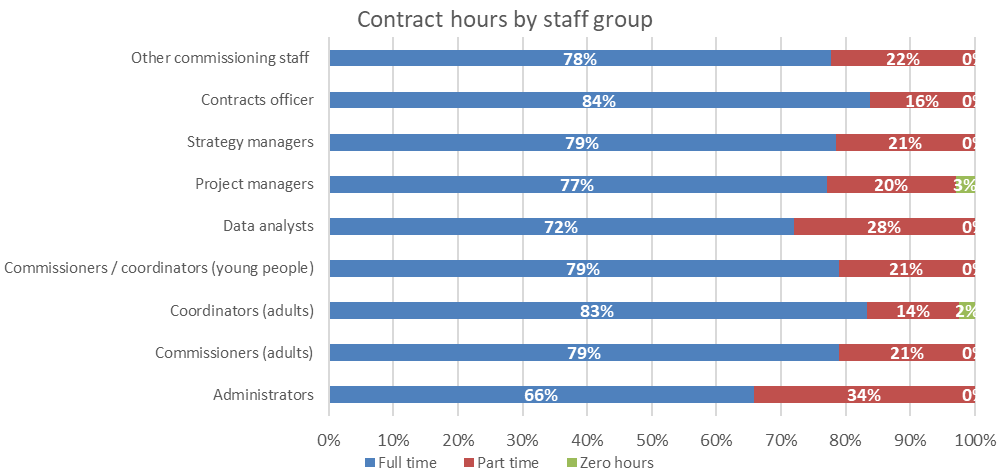 Contract hours by staff group
Other commissioning staff 78% 22% 0%
Contracts officer 84% 16% 0%
Strategy managers 79% 21% 0%
Project managers 77% 20% 3%
Data analysts 72% 28% 0%
Commissioners / coordinators (young people) 79% 21% 0%
Coordinators (adults) 83% 14% 2%
Commissioners (adults) 79% 21% 0%
Administrators 66% 34% 0%
0% 10% 20% 30% 40% 50% 60% 70% 80% 90% 100%
Full time Part time Zero hours